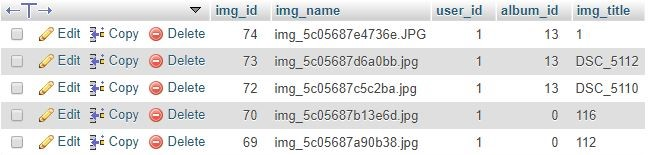 img_id img_name user_id album_id img_title
Edit Copy Delete 74 img_5c05687e4736e.JPG 1 13 1
Edit Copy Delete 73 img_5c05687d6a0bb.jpg 1 13 DSC_5112
Edit Copy Delete 72 img_5c05687c5c2ba.jpg 1 13 DSC_5110
Edit Copy Delete 70 img_5c05687b13e6d.jpg 1 0 116
Edit Copy Delete 69 img_5c05687a90b38.jpg 1 0 112